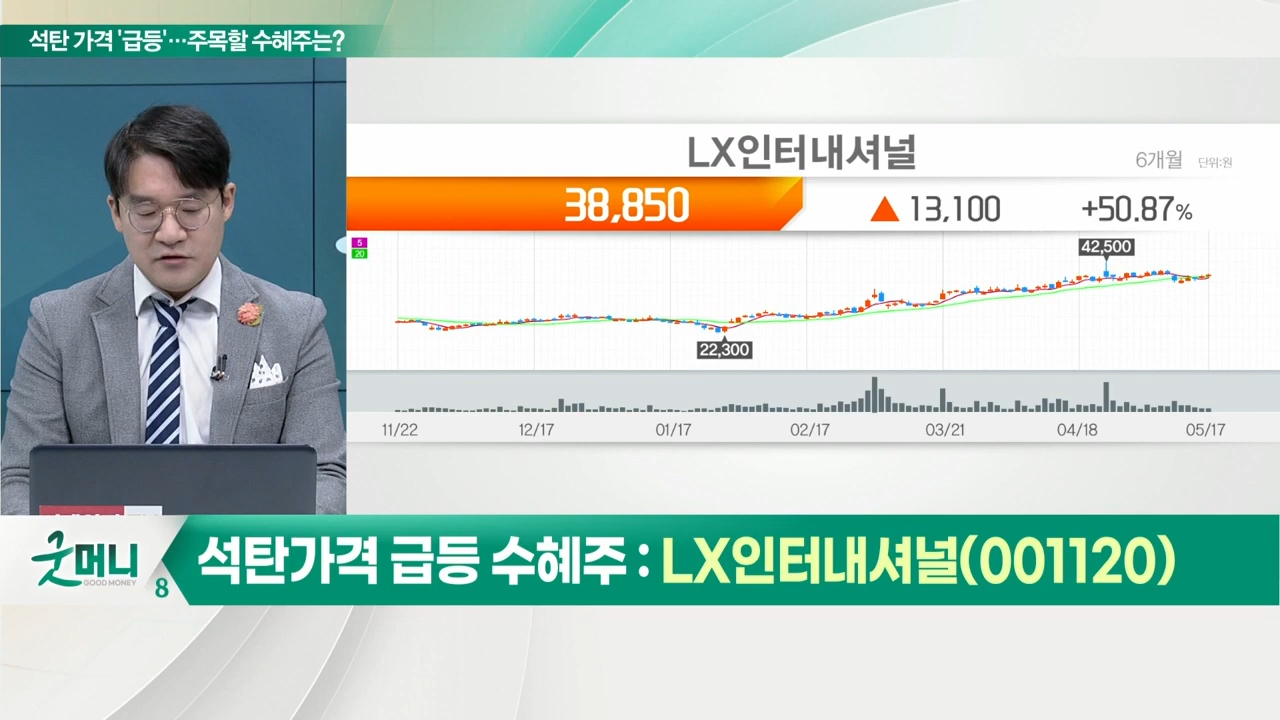 석탄 가격 '급등'…주목할 수혜주는?
LX인터내셔널
6개월 단위:원
38,850 ▲ 13,100 +50.87%
5
20
42,500
22,300
11/22 12/17 01/17 02/17 03/21 04/18 05/17
굿머니
GOOD MONEY
8
석탄가격 급등 수혜주 : LX인터내셔널(001120)